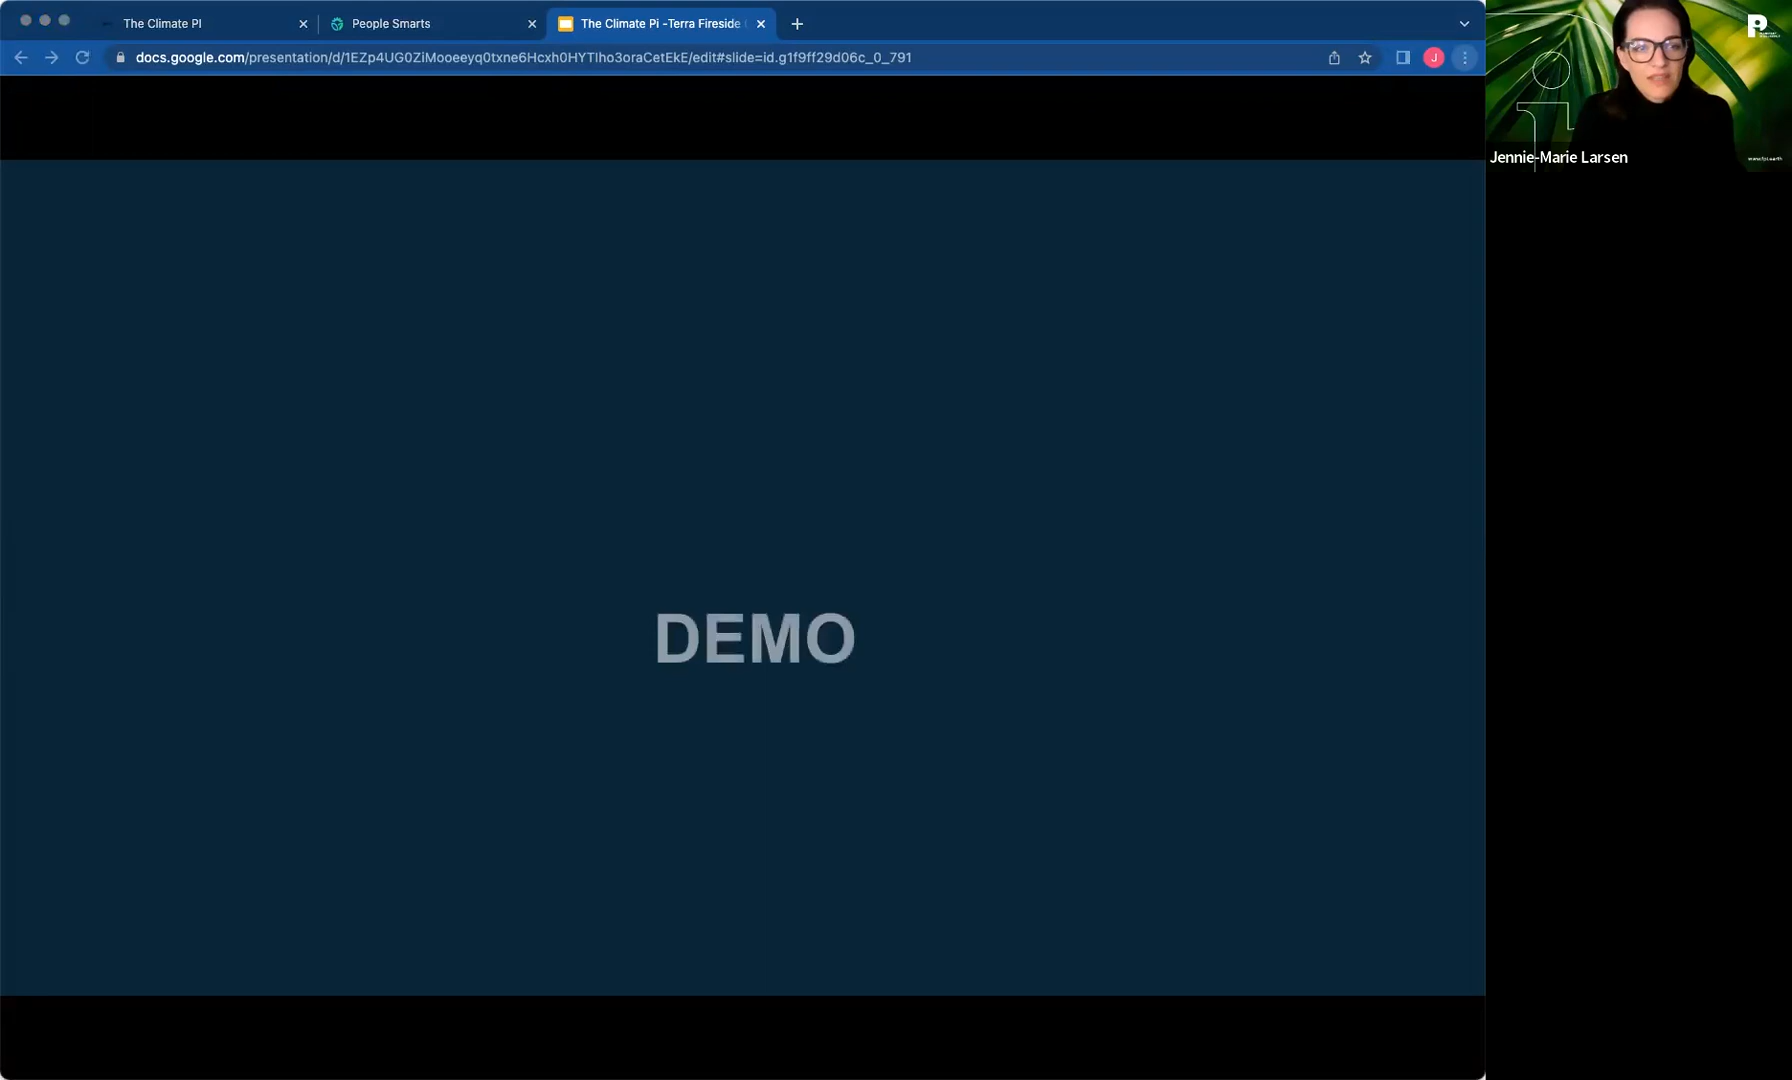 The Climate PI
People Smarts
The Climate Pi -Terra Fireside
docs.google.com/presentation/d/1EZp4UG0ZiMooeeyq0txne6Hcxh0HYTIho3oraCetEkE/edit#slide=id.g1f9ff29d06c_0_791
J
DEMO
Jennie-Marie Larsen